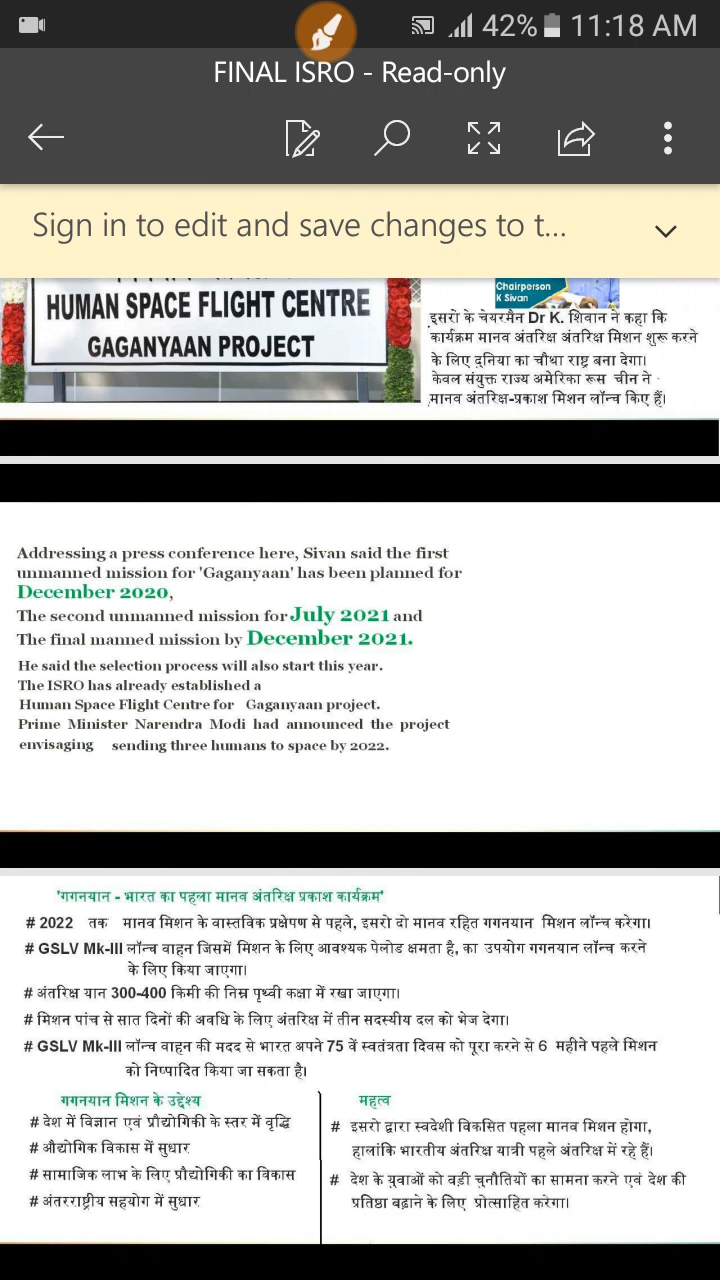 42% 11:18 AM
FINAL ISRO - Read-only
Sign in to edit and save changes to t...
HUMAN SPACE FLIGHT CENTRE
GAGANYAAN PROJECT
Chairperson
K Sivan
इसरो के चेयरमैन Dr K. शिवान ने कहा कि
कार्यक्रम मानव अंतरिक्ष अंतरिक्ष मिशन शुरू करने
के लिए दुनिया का चौथा राष्ट्र बना देगा।
केवल संयुक्त राज्य अमेरिका रूस चीन ने
मानव अंतरिक्ष-प्रकाश मिशन लॉन्च किए हैं।
Addressing a press conference here, Sivan said the first
unmanned mission for 'Gaganyaan' has been planned for
December 2020,
The second unmanned mission for July 2021 and
The final manned mission by December 2021.
He said the selection process will also start this year.
The ISRO has already established a
Human Space Flight Centre for Gaganyaan project.
Prime Minister Narendra Modi had announced the project
envisaging sending three humans to space by 2022.
'गगनयान - भारत का पहला मानव अंतरिक्ष प्रकाश कार्यक्रम'
# 2022 तक मानव मिशन के वास्तविक प्रक्षेपण से पहले, इसरो दो मानव रहित गगनयान मिशन लॉन्च करेगा।
# GSLV Mk-III लॉन्च वाहन जिसमें मिशन के लिए आवश्यक पेलोड क्षमता है, का उपयोग गगनयान लॉन्च करने
के लिए किया जाएगा।
# अंतरिक्ष यान 300-400 किमी की निम्न पृथ्वी कक्षा में रखा जाएगा।
# मिशन पांच से सात दिनों की अवधि के लिए अंतरिक्ष में तीन सदस्यीय दल को भेज देगा।
# GSLV Mk-III लॉन्च वाहन की मदद से भारत अपने 75 वें स्वतंत्रता दिवस को पूरा करने से 6 महीने पहले मिशन
को निष्पादित किया जा सकता है।
गगनयान मिशन के उद्देश्य
# देश में विज्ञान एवं प्रौद्योगिकी के स्तर में वृद्धि
# औद्योगिक विकास में सुधार
# सामाजिक लाभ के लिए प्रौद्योगिकी का विकास
# अंतरराष्ट्रीय सहयोग में सुधार
महत्व
# इसरो द्वारा स्वदेशी विकसित पहला मानव मिशन होगा,
हालांकि भारतीय अंतरिक्ष यात्री पहले अंतरिक्ष में रहे हैं।
# देश के युवाओं को बड़ी चुनौतियों का सामना करने एवं देश की
प्रतिष्ठा बढ़ाने के लिए प्रोत्साहित करेगा।